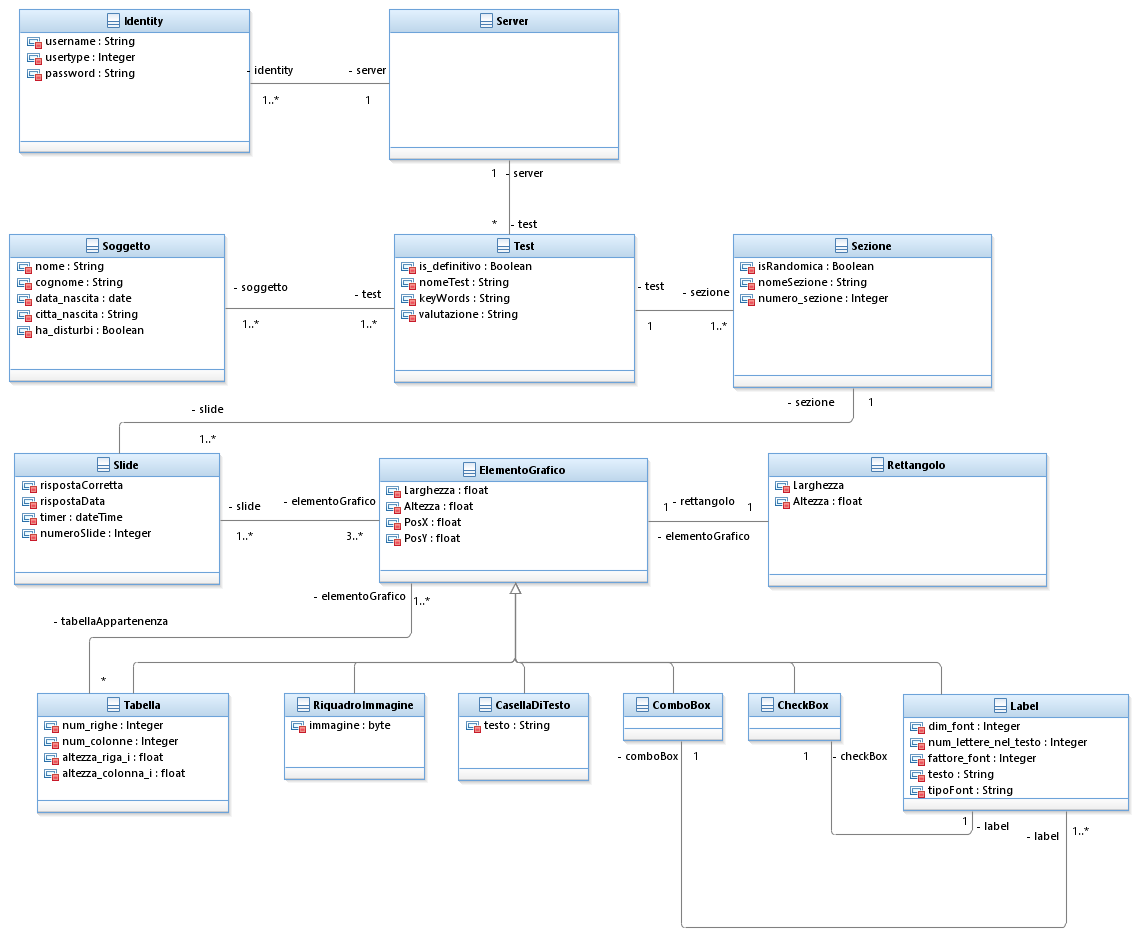 Identity
username : String
usertype : Integer
password : String
Server
- identity
- server
1..*
1
1
- server
*
- test
Soggetto
nome : String
cognome : String
data_nascita : date
citta_nascita : String
ha_disturbi : Boolean
- soggetto
- test
1..*
1..*
Test
is_definitivo : Boolean
nomeTest : String
keyWords : String
valutazione : String
- test
- sezione
1
1..*
Sezione
isRandomica : Boolean
nomeSezione : String
numero_sezione : Integer
- sezione
1
- slide
1..*
Slide
rispostaCorretta
rispostaData
timer : dateTime
numeroSlide : Integer
- slide
- elementoGrafico
1..*
3..*
ElementoGrafico
Larghezza : float
Altezza : float
PosX : float
PosY : float
1
- rettangolo
1
- elementoGrafico
Rettangolo
Larghezza
Altezza : float
- elementoGrafico
1..*
- tabellaAppartenenza
*
Tabella
num_righe : Integer
num_colonne : Integer
altezza_riga_i : float
altezza_colonna_i : float
RiquadroImmagine
immagine : byte
CasellaDiTesto
testo : String
ComboBox
CheckBox
Label
dim_font : Integer
num_lettere_nel_testo : Integer
fattore_font : Integer
testo : String
tipoFont : String
- comboBox
1
1
- checkBox
1
- label
- label
1..*